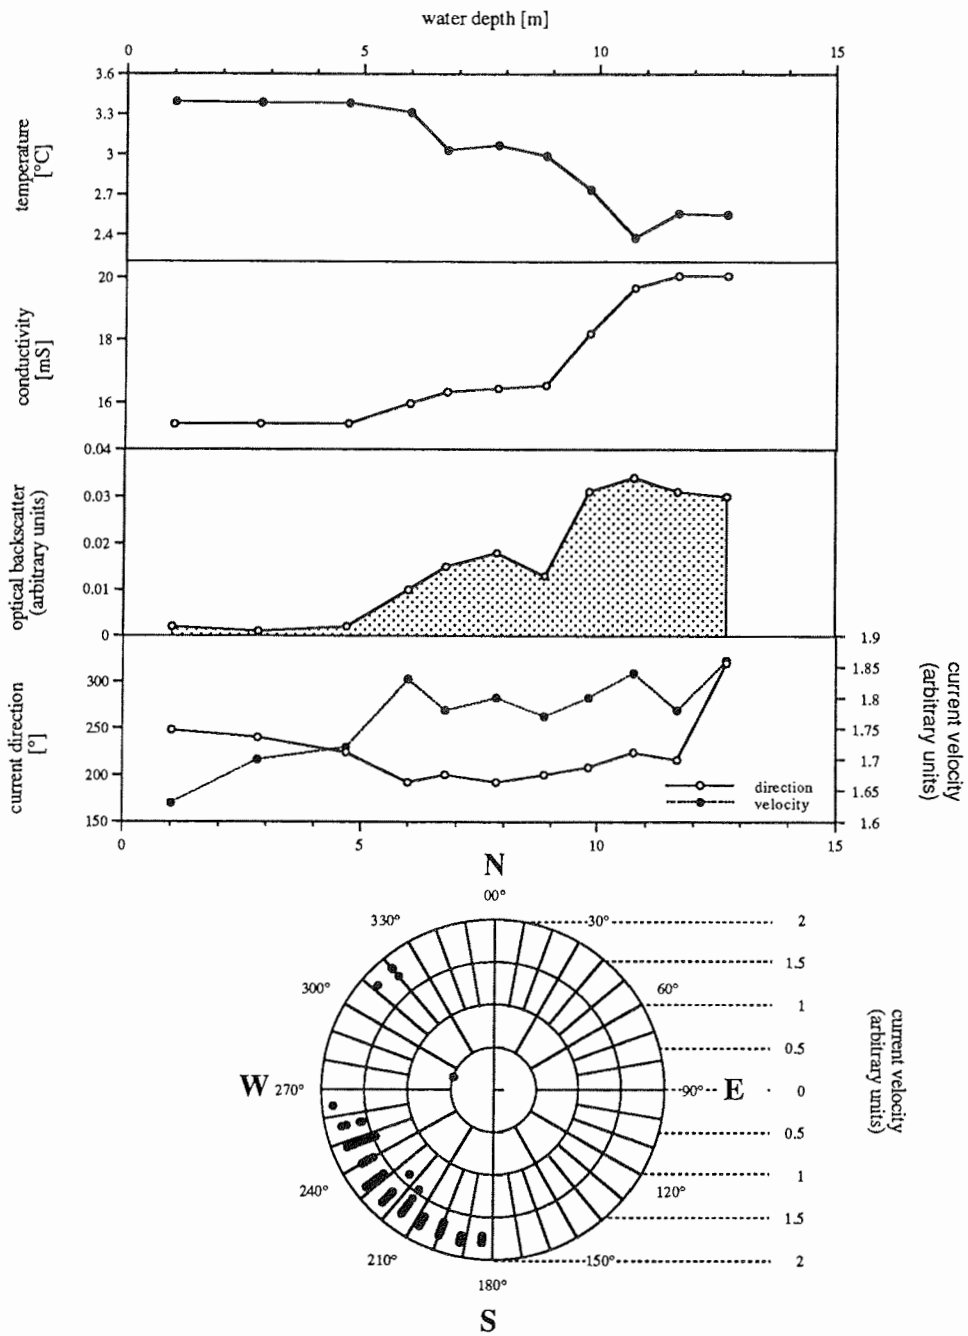 water depth [m]
0 5 10 15
3.6
3.3
3
2.7
2.4
temperature
[°C]
20
18
16
conductivity
[mS]
0.04
0.03
0.02
0.01
0
optical backscatter
(arbitrary units)
300
250
200
150
current direction
[°]
1.9
1.85
1.8
1.75
1.7
1.65
1.6
current velocity
(arbitrary units)
direction
velocity
0 5 10 15
N
00°
330° 30° 2
1.5
300° 60°
1
0.5
W 270° 90° E 0
0.5
1
240° 120°
1.5
210° 150° 2
180°
S
current velocity
(arbitrary units)